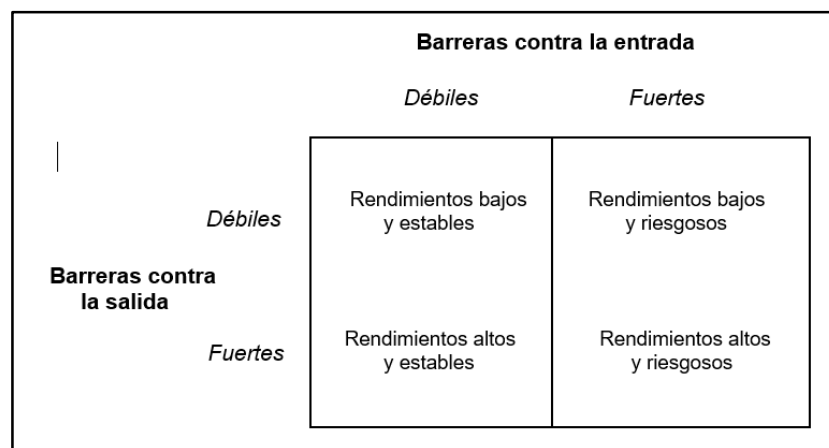 Barreras contra la entrada
Débiles Fuertes
Débiles
Rendimientos bajos
y estables
Rendimientos bajos
y riesgosos
Barreras contra
la salida
Fuertes
Rendimientos altos
y estables
Rendimientos altos
y riesgosos